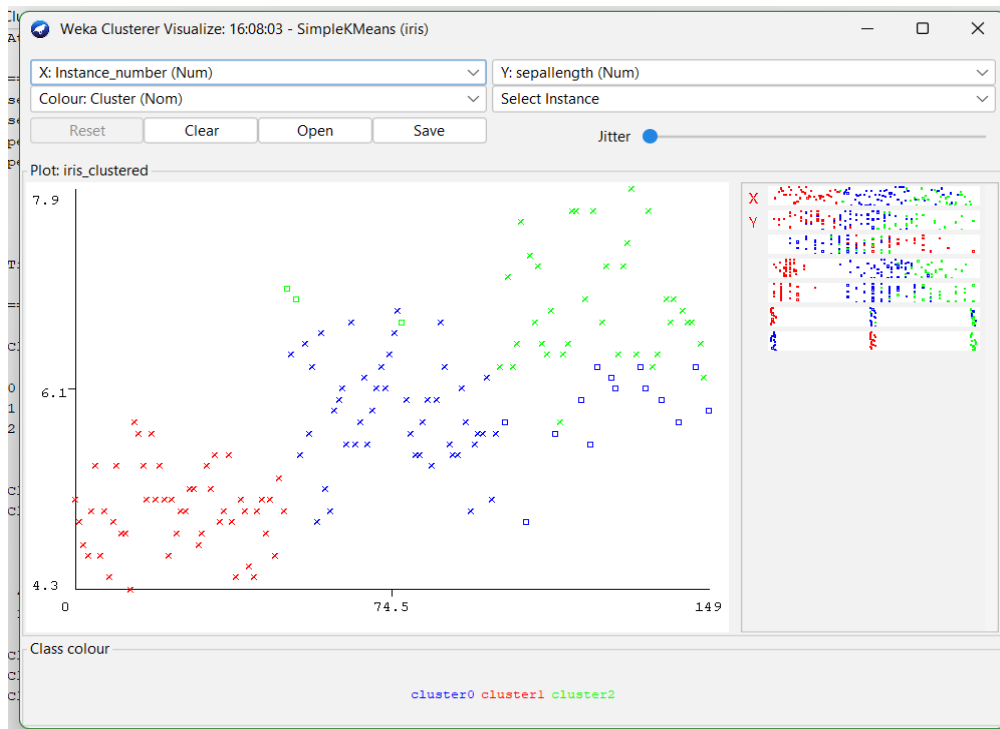 Weka Clusterer Visualize: 16:08:03 - SimpleKMeans (iris)
X: Instance_number (Num)
Y: sepallength (Num)
Colour: Cluster (Nom)
Select Instance
Reset
Clear
Open
Save
Jitter
Plot: iris_clustered
7.9
6.1
4.3
0
74.5
149
X
Y
Class colour
cluster0 cluster1 cluster2